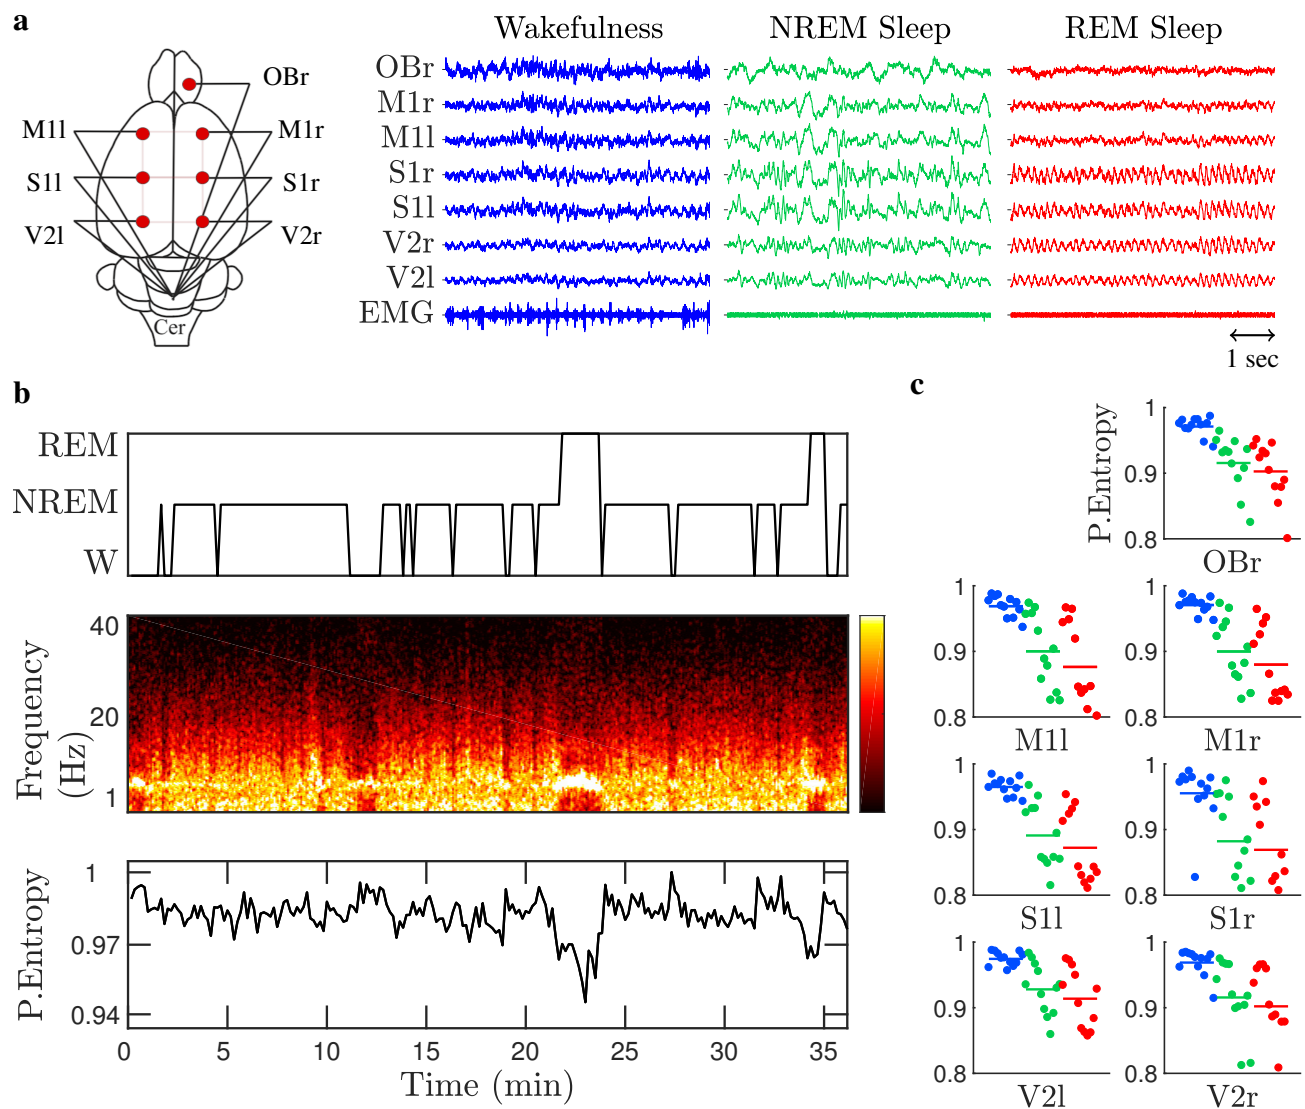 a
Wakefulness
NREM Sleep
REM Sleep
OBr
M1l
M1r
S1l
S1r
V2l
V2r
Cer
OBr
M1r
M1l
S1r
S1l
V2r
V2l
EMG
1 sec
b
REM
NREM
W
Frequency
(Hz)
40
20
1
P.Entropy
1
0.97
0.94
0 5 10 15 20 25 30 35
Time (min)
c
P.Entropy
1
0.9
0.8
OBr
1
0.9
0.8
M1l
M1r
1
0.9
0.8
S1l
1
0.9
0.8
S1r
1
0.9
0.8
V2l
1
0.9
0.8
V2r
1
0.9
0.8